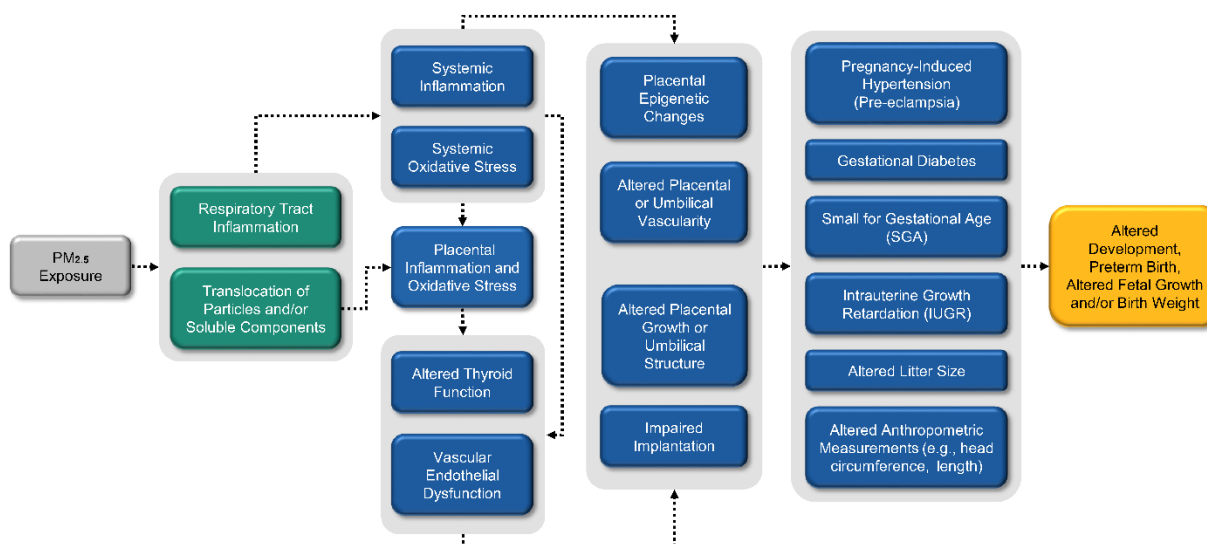 PM2.5
Exposure
Respiratory Tract
Inflammation
Translocation of
Particles and/or
Soluble Components
Systemic
Inflammation
Systemic
Oxidative Stress
Placental
Inflammation and
Oxidative Stress
Altered Thyroid
Function
Vascular
Endothelial
Dysfunction
Placental
Epigenetic
Changes
Altered Placental
or Umbilical
Vascularity
Altered Placental
Growth or
Umbilical
Structure
Impaired
Implantation
Pregnancy-Induced
Hypertension
(Pre-eclampsia)
Gestational Diabetes
Small for Gestational Age
(SGA)
Intrauterine Growth
Retardation (IUGR)
Altered Litter Size
Altered Anthropometric
Measurements (e.g., head
circumference, length)
Altered
Development,
Preterm Birth,
Altered Fetal Growth
and/or Birth Weight